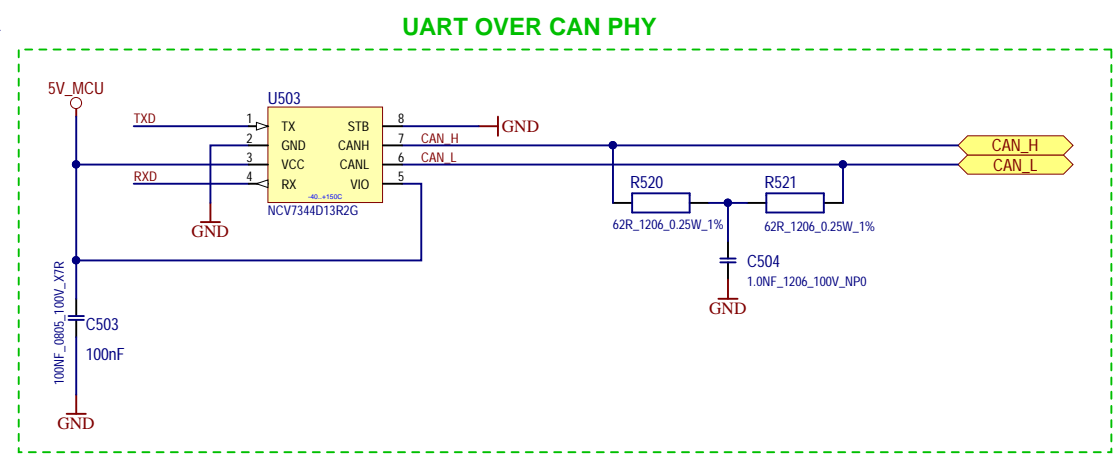 UART OVER CAN PHY
5V_MCU
U503
TXD
1
TX
STB
8
GND
2
GND
CANH
7
CAN_H
CAN_H
3
VCC
CANL
6
CAN_L
CAN_L
RXD
4
RX
VIO
5
-40..+150C
NCV7344D13R2G
GND
R520
62R_1206_0.25W_1%
R521
62R_1206_0.25W_1%
C504
1.0NF_1206_100V_NP0
GND
100NF_0805_100V_X7R
C503
100nF
GND